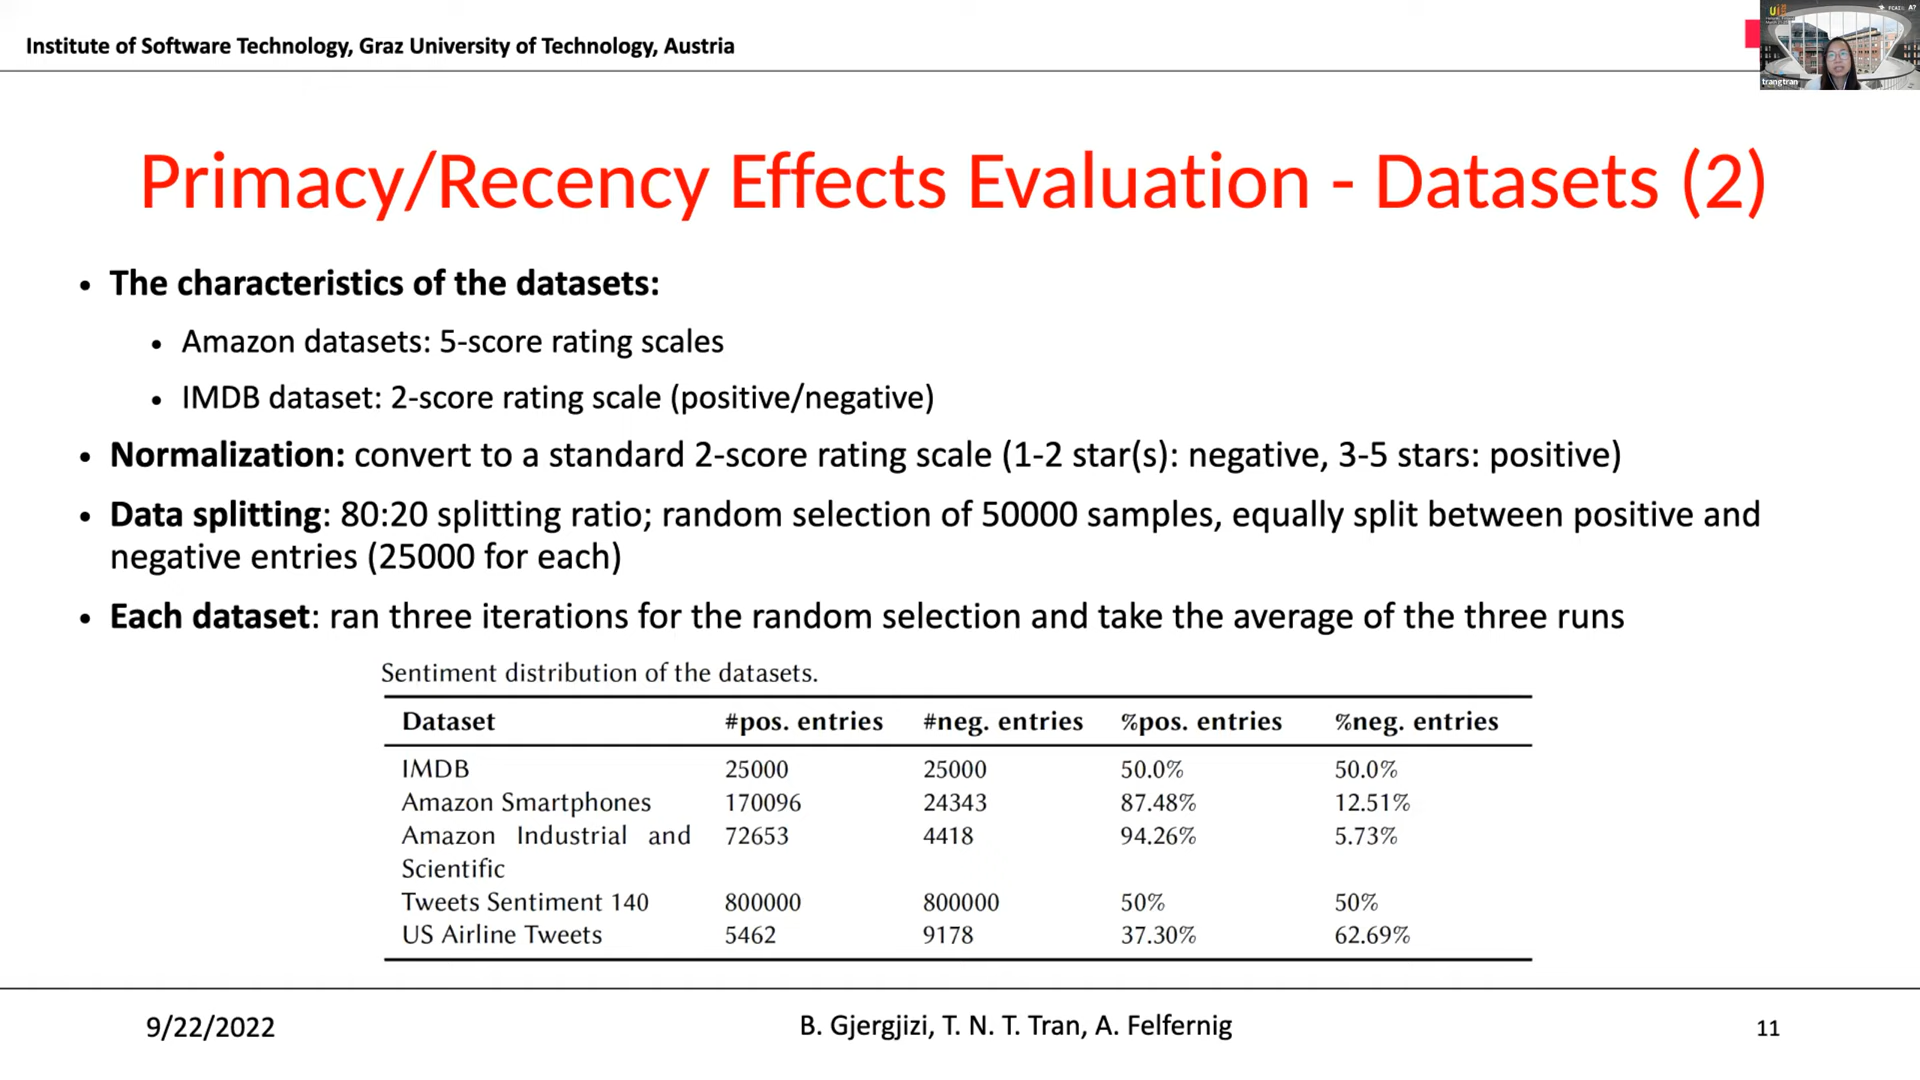 Institute of Software Technology, Graz University of Technology, Austria
trang tran
Primacy/Recency Effects Evaluation - Datasets (2)
• The characteristics of the datasets:
• Amazon datasets: 5-score rating scales
• IMDB dataset: 2-score rating scale (positive/negative)
• Normalization: convert to a standard 2-score rating scale (1-2 star(s): negative, 3-5 stars: positive)
• Data splitting: 80:20 splitting ratio; random selection of 50000 samples, equally split between positive and
negative entries (25000 for each)
• Each dataset: ran three iterations for the random selection and take the average of the three runs
Sentiment distribution of the datasets.
Dataset #pos. entries #neg. entries %pos. entries %neg. entries
IMDB 25000 25000 50.0% 50.0%
Amazon Smartphones 170096 24343 87.48% 12.51%
Amazon Industrial and 72653 4418 94.26% 5.73%
Scientific
Tweets Sentiment 140 800000 800000 50% 50%
US Airline Tweets 5462 9178 37.30% 62.69%
9/22/2022 B. Gjergjizi, T. N. T. Tran, A. Felfernig 11